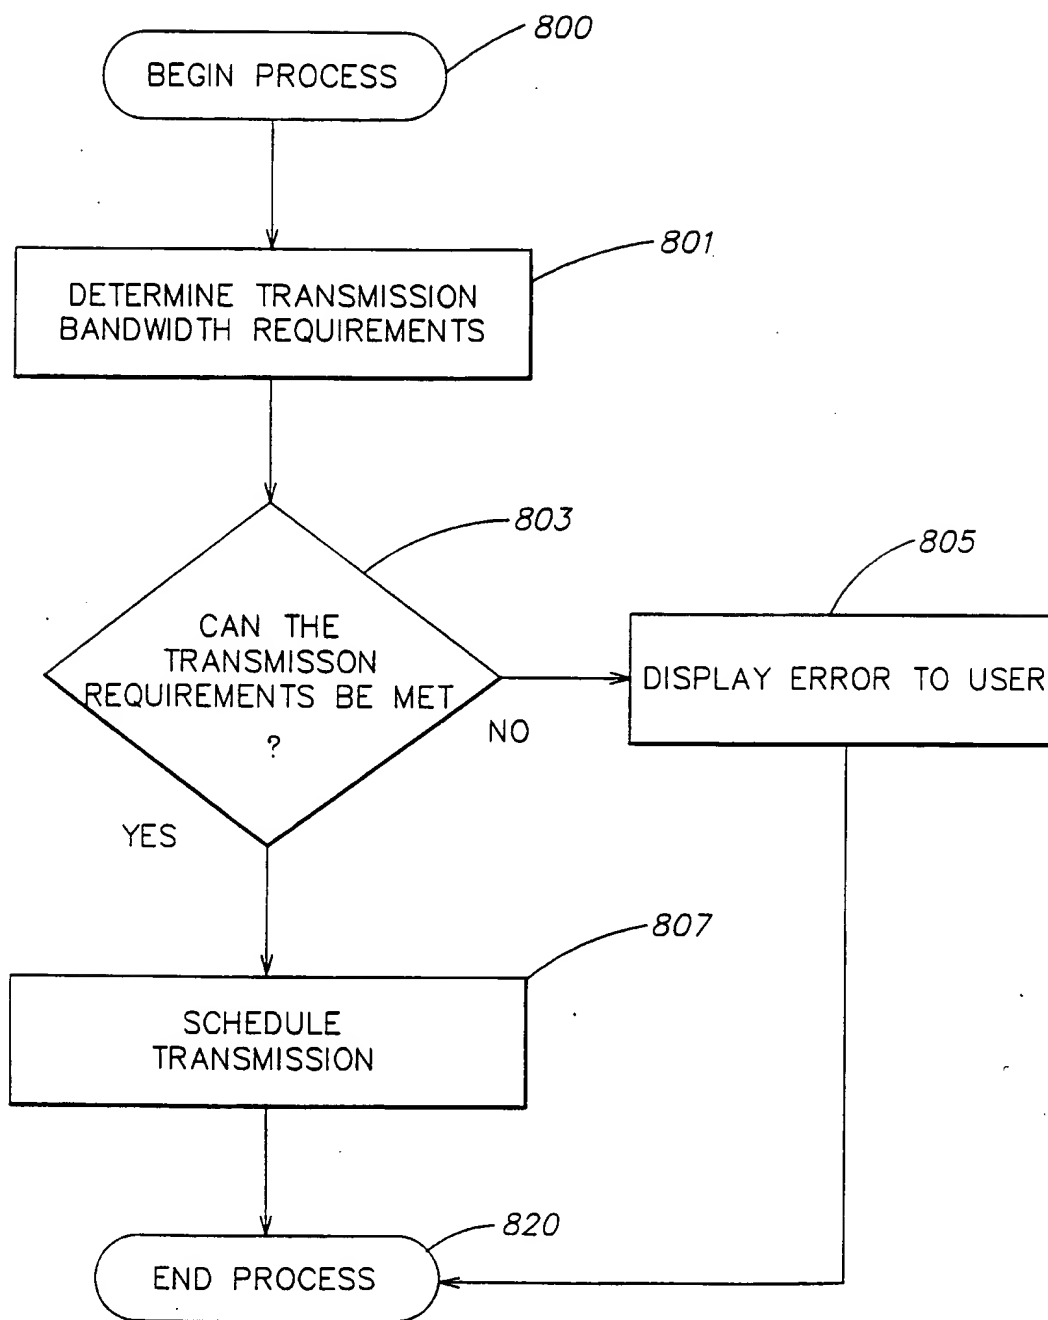 800
BEGIN PROCESS
801
DETERMINE TRANSMISSION
BANDWIDTH REQUIREMENTS
803
CAN THE
TRANSMISSON
REQUIREMENTS BE MET
?
NO
YES
805
DISPLAY ERROR TO USER
807
SCHEDULE
TRANSMISSION
820
END PROCESS